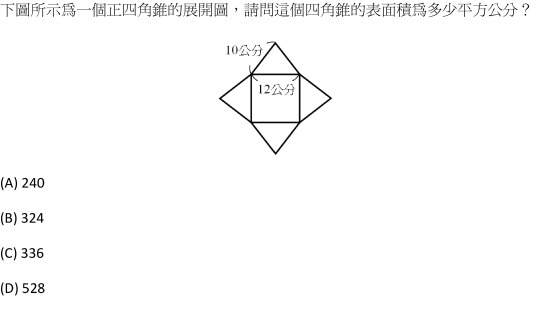 下圖所示爲一個正四角錐的展開圖，請問這個四角錐的表面積爲多少平方公分？
10公分
12公分
(A) 240
(B) 324
(C) 336
(D) 528